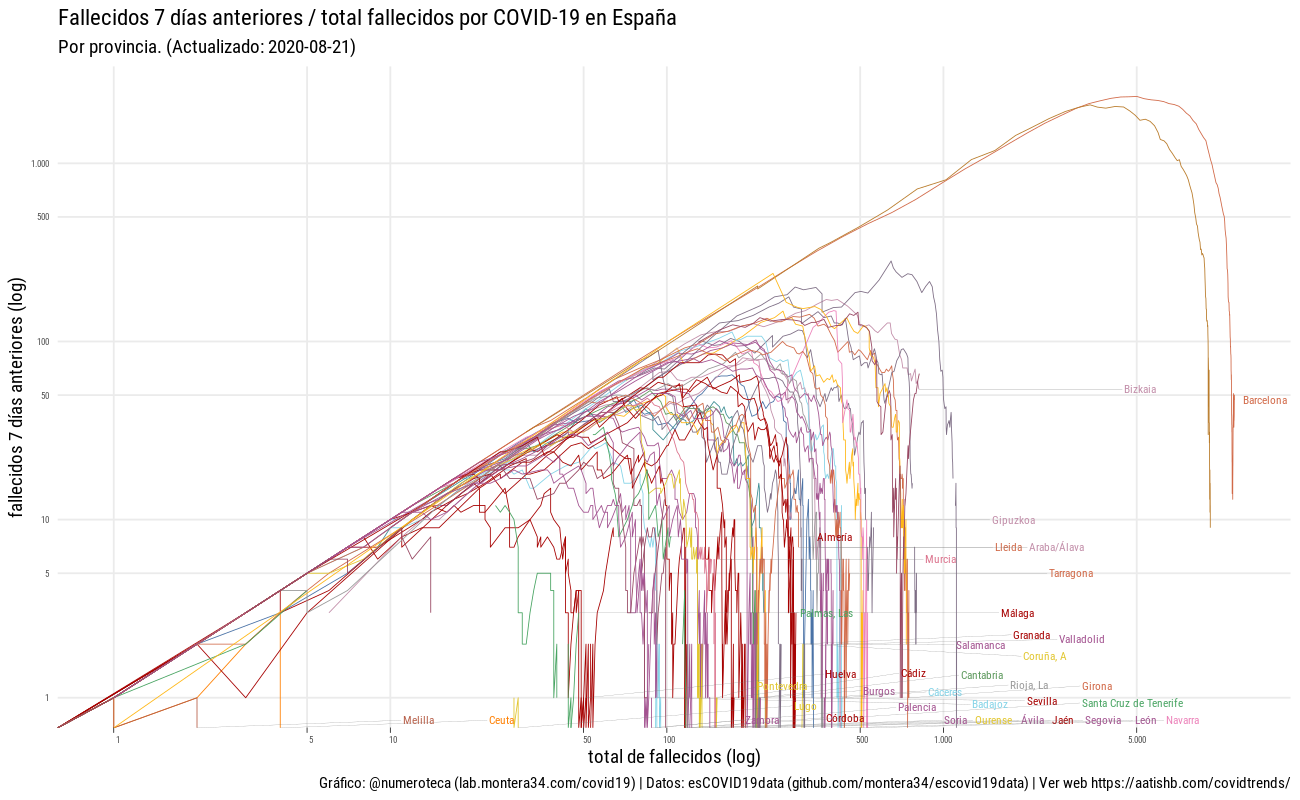 Fallecidos 7 días anteriores / total fallecidos por COVID-19 en España
Por provincia. (Actualizado: 2020-08-21)
fallecidos 7 días anteriores (log)
1.000
500
100
50
10
5
1
Bizkaia
Barcelona
Gipuzkoa
Almería
Lleida Araba/Álava
Murcia
Tarragona
Palmas, Las
Málaga
Granada
Valladolid
Salamanca
Coruña, A
Huelva
Cádiz
Cantabria
Pontevedra
Rioja, La
Girona
Burgos
Cáceres
Lugo
Palencia
Badajoz
Sevilla
Santa Cruz de Tenerife
Melilla
Ceuta
Zamora
Córdoba
Soria Ourense Ávila Jaén Segovia León Navarra
1 5 10 50 100 500 1.000 5.000
total de fallecidos (log)
Gráfico: @numeroteca (lab.montera34.com/covid19) | Datos: esCOVID19data (github.com/montera34/escovid19data) | Ver web https://aatishb.com/covidtrends/